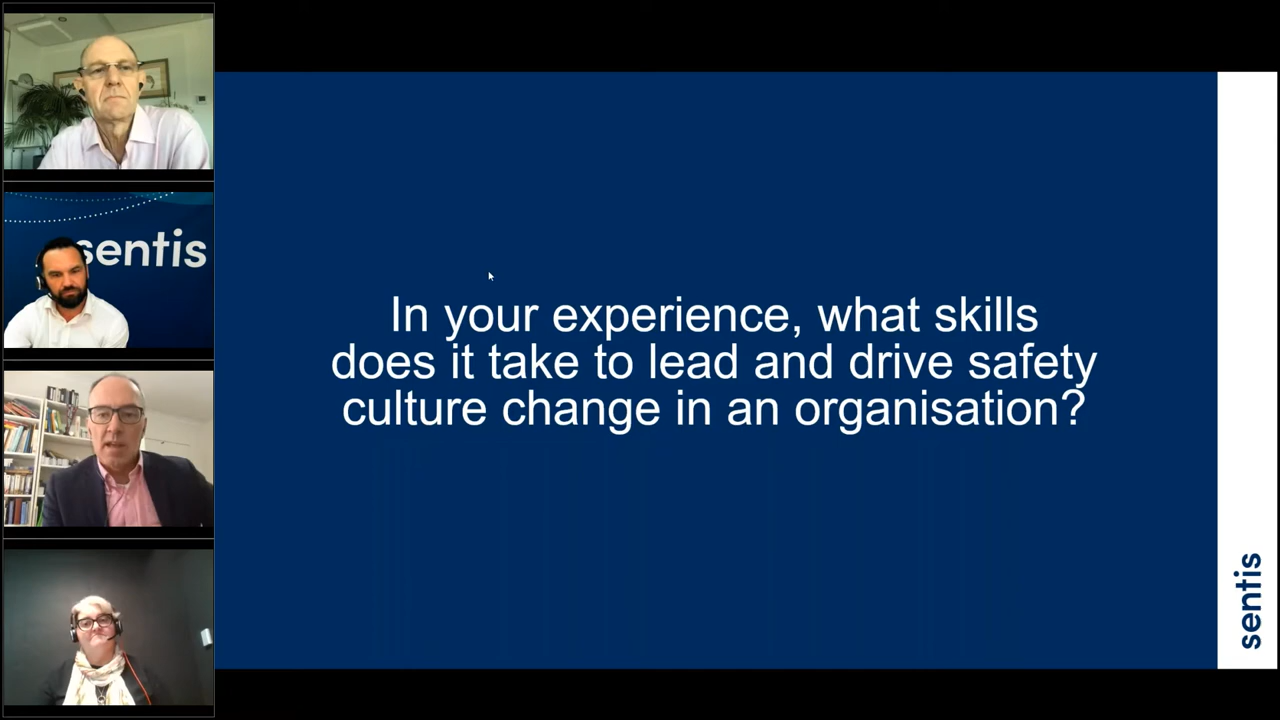 sentis
In your experience, what skills
does it take to lead and drive safety
culture change in an organisation?
sentis